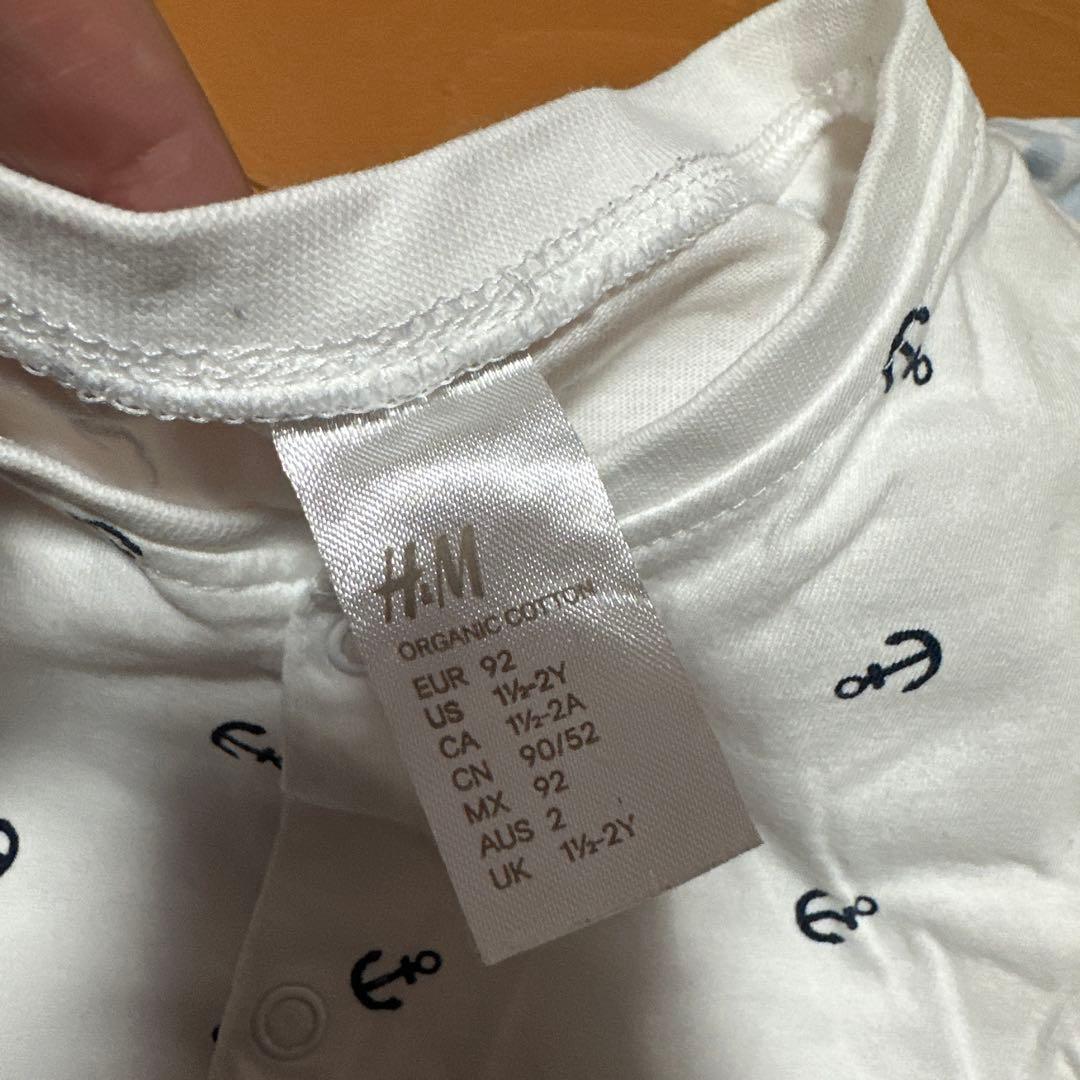 H&M
ORGANIC COTTON
EUR 92
US 1½-2Y
CA 1½-2A
CN 90/52
MX 92
AUS 2
UK 1½-2Y